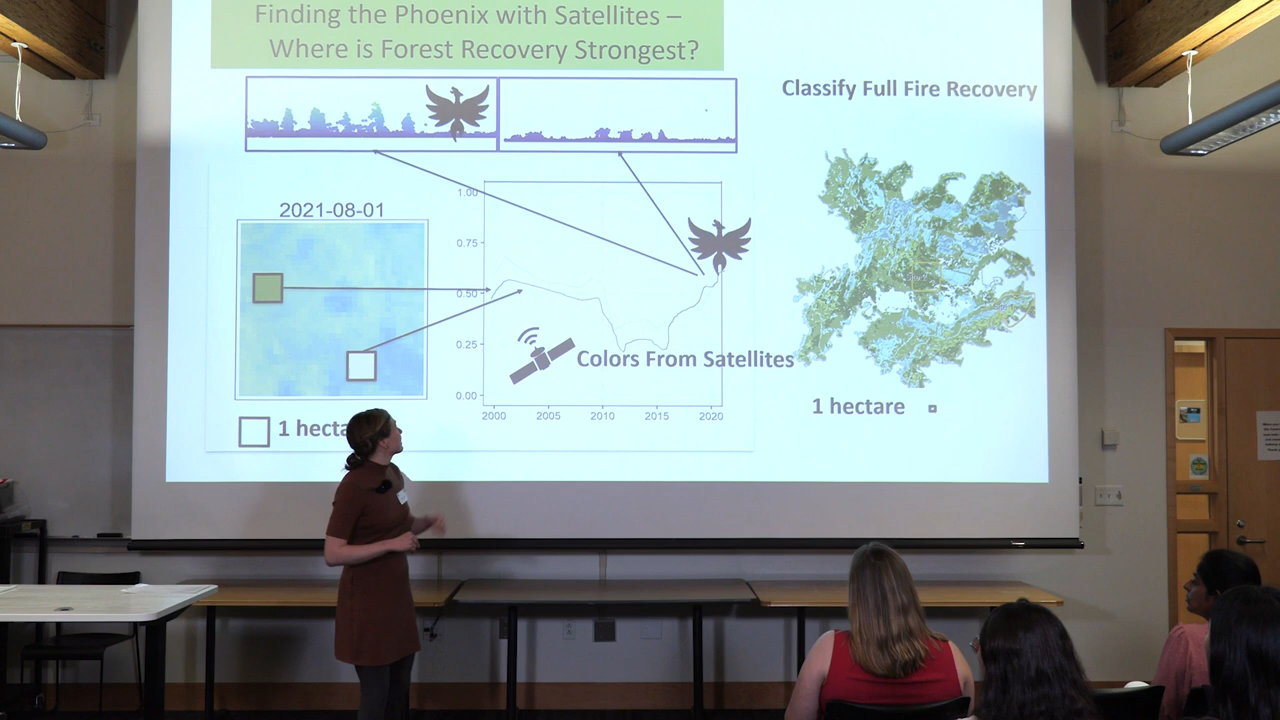 Finding the Phoenix with Satellites –
Where is Forest Recovery Strongest?
Classify Full Fire Recovery
2021-08-01
1.00
0.75
0.50
0.25
0.00
2000
2005
2010
2015
2020
Colors From Satellites
1 hecta
1 hectare